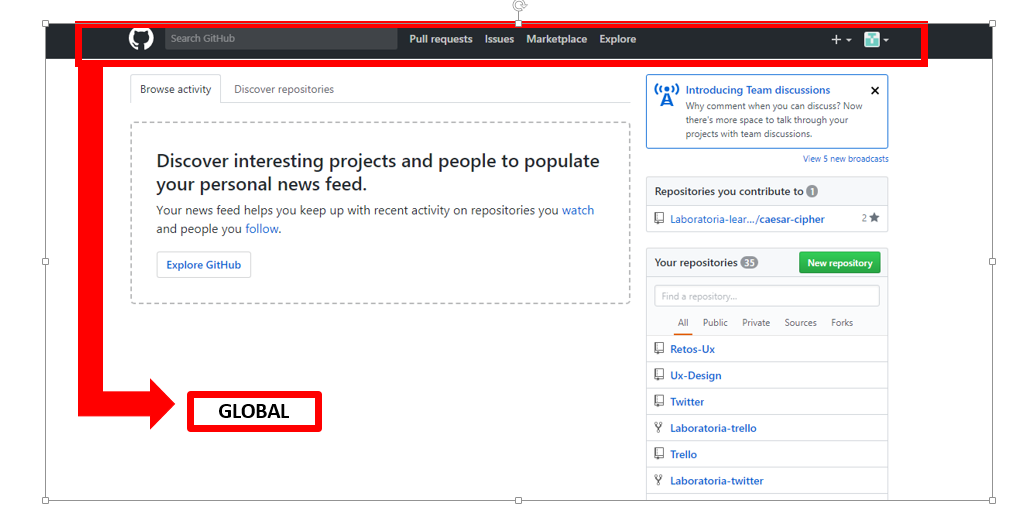 Search GitHub
Pull requests Issues Marketplace Explore
Browse activity Discover repositories
Discover interesting projects and people to populate
your personal news feed.
Your news feed helps you keep up with recent activity on repositories you watch
and people you follow.
Explore GitHub
GLOBAL
Introducing Team discussions
Why comment when you can discuss? Now
there's more space to talk through your
projects with team discussions.
View 5 new broadcasts
Repositories you contribute to 1
Laboratoria-lear.../caesar-cipher 2
Your repositories 35 New repository
Find a repository...
All Public Private Sources Forks
Retos-Ux
Ux-Design
Twitter
Laboratoria-trello
Trello
Laboratoria-twitter